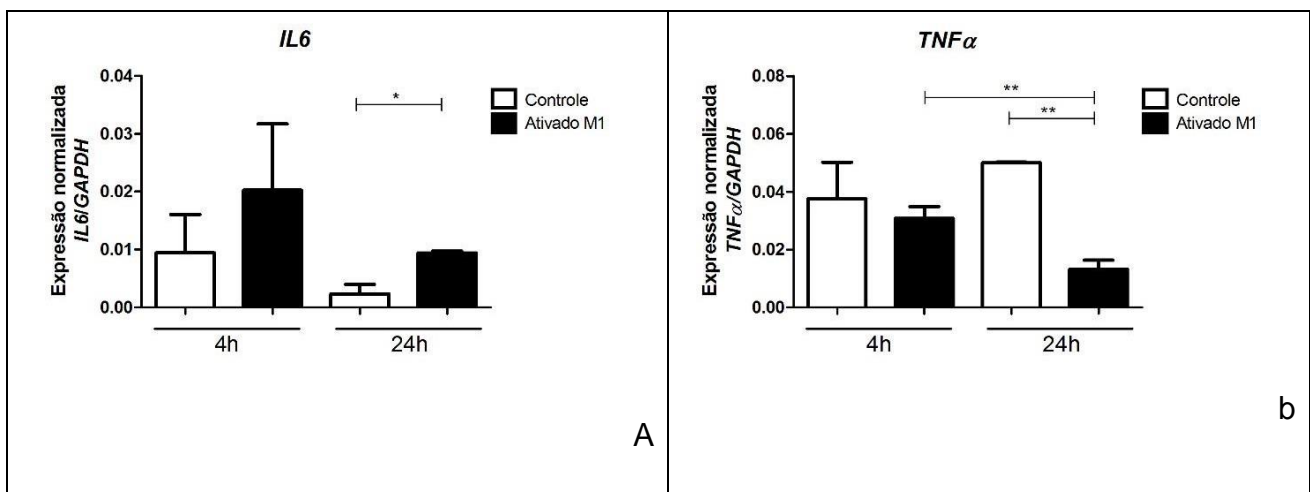 IL6
0.04
0.03
0.02
0.01
0.00
Expressão normalizada
IL6/GAPDH
*
Controle
Ativado M1
4h
24h
A
TNFα
0.08
0.06
0.04
0.02
0.00
Expressão normalizada
TNFα/GAPDH
**
**
Controle
Ativado M1
4h
24h
b